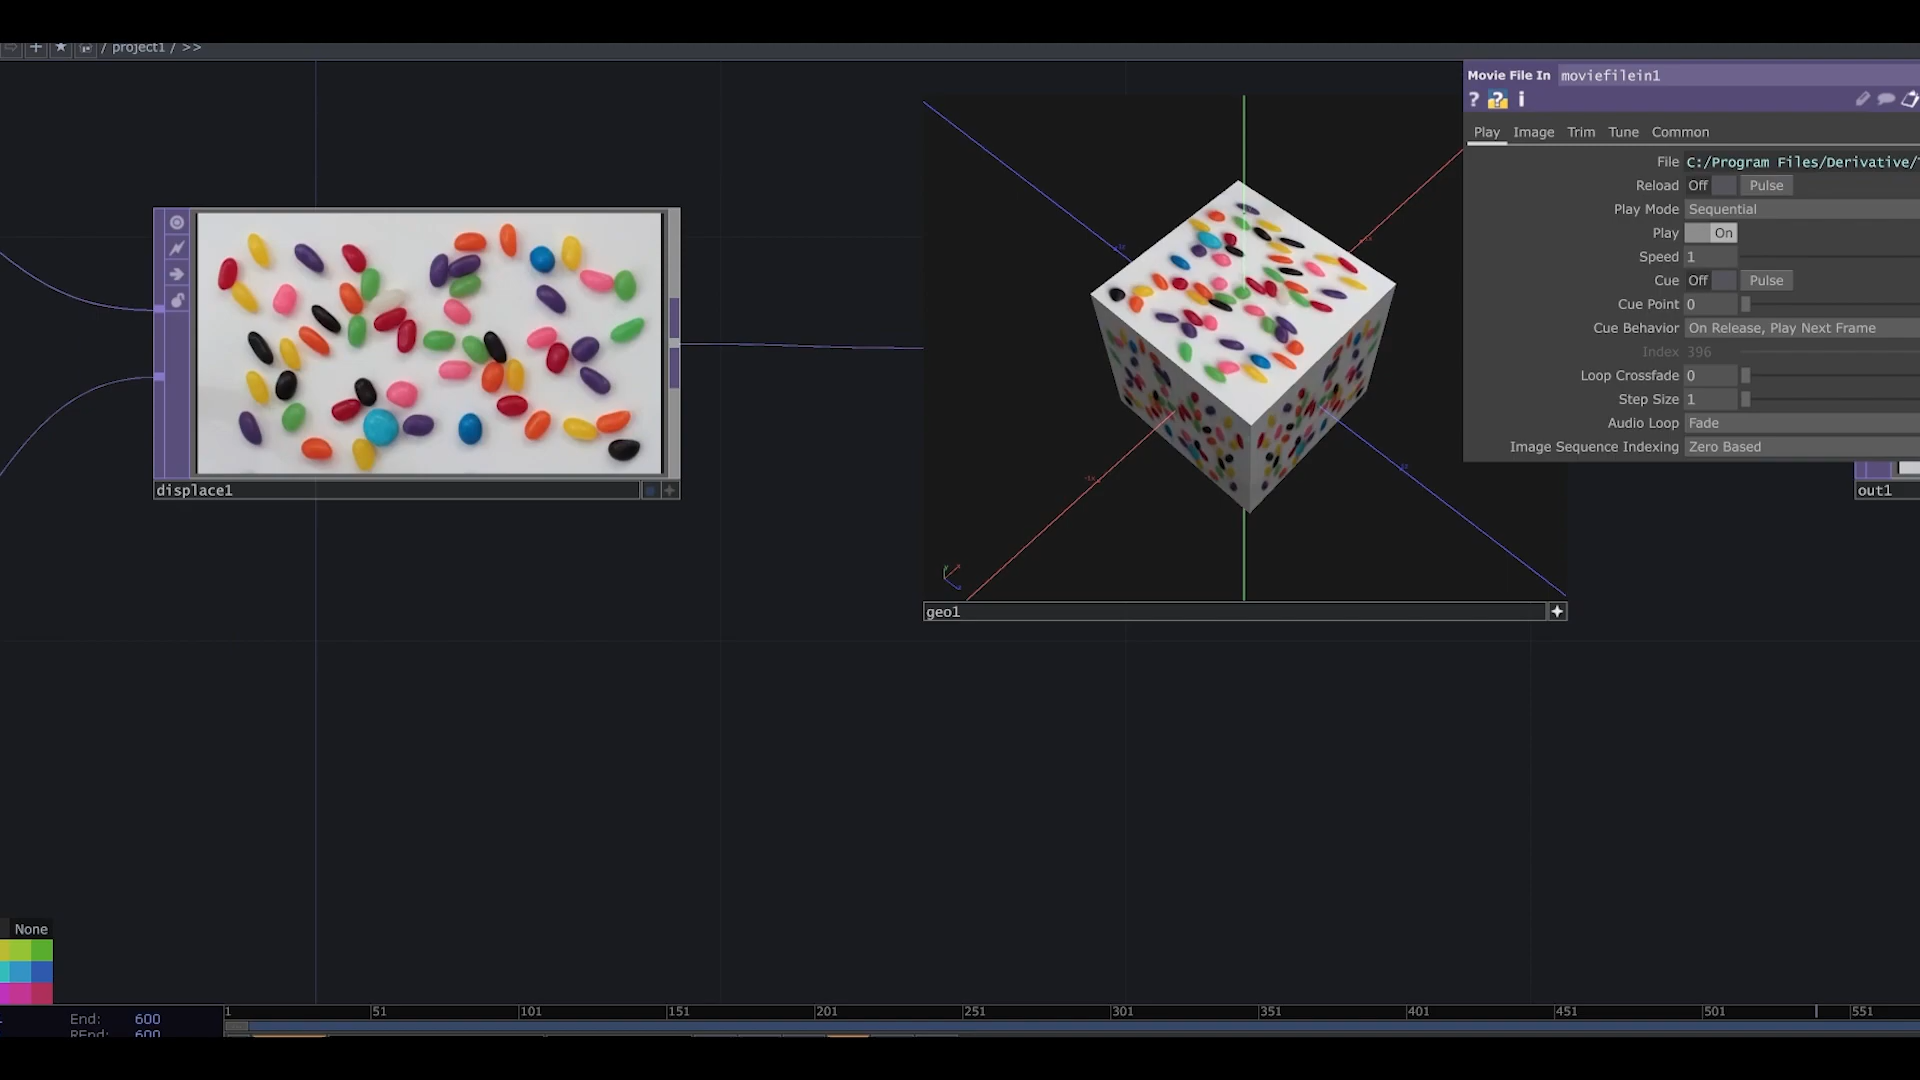 / project1 / >>
Movie File In moviefilein1
? ? i
Play Image Trim Tune Common
File C:/Program Files/Derivative/
Reload Off Pulse
Play Mode Sequential
Play On
Speed 1
Cue Off Pulse
Cue Point 0
Cue Behavior On Release, Play Next Frame
Index 396
Loop Crossfade 0
Step Size 1
Audio Loop Fade
Image Sequence Indexing Zero Based
displace1
out1
geo1
None
1 51 101 151 201 251 301 351 401 451 501 551
End: 600
REnd: 600